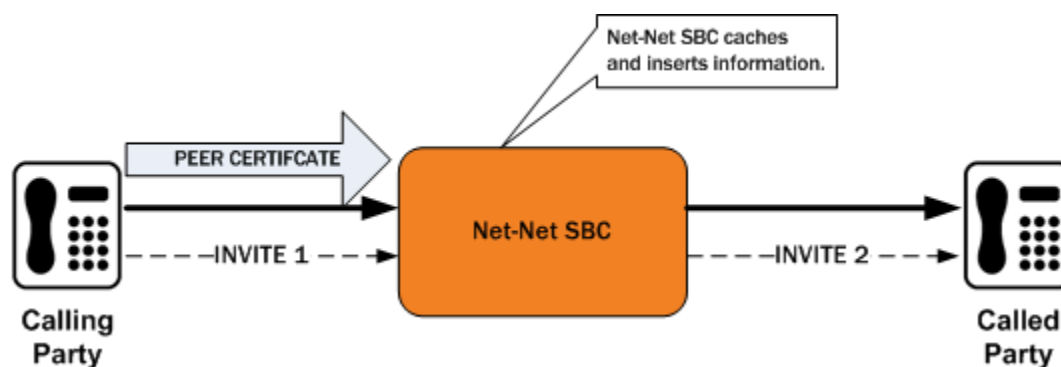 Net-Net SBC caches
and inserts information.
PEER CERTIFCATE
Net-Net SBC
INVITE 1
INVITE 2
Calling
Party
Called
Party